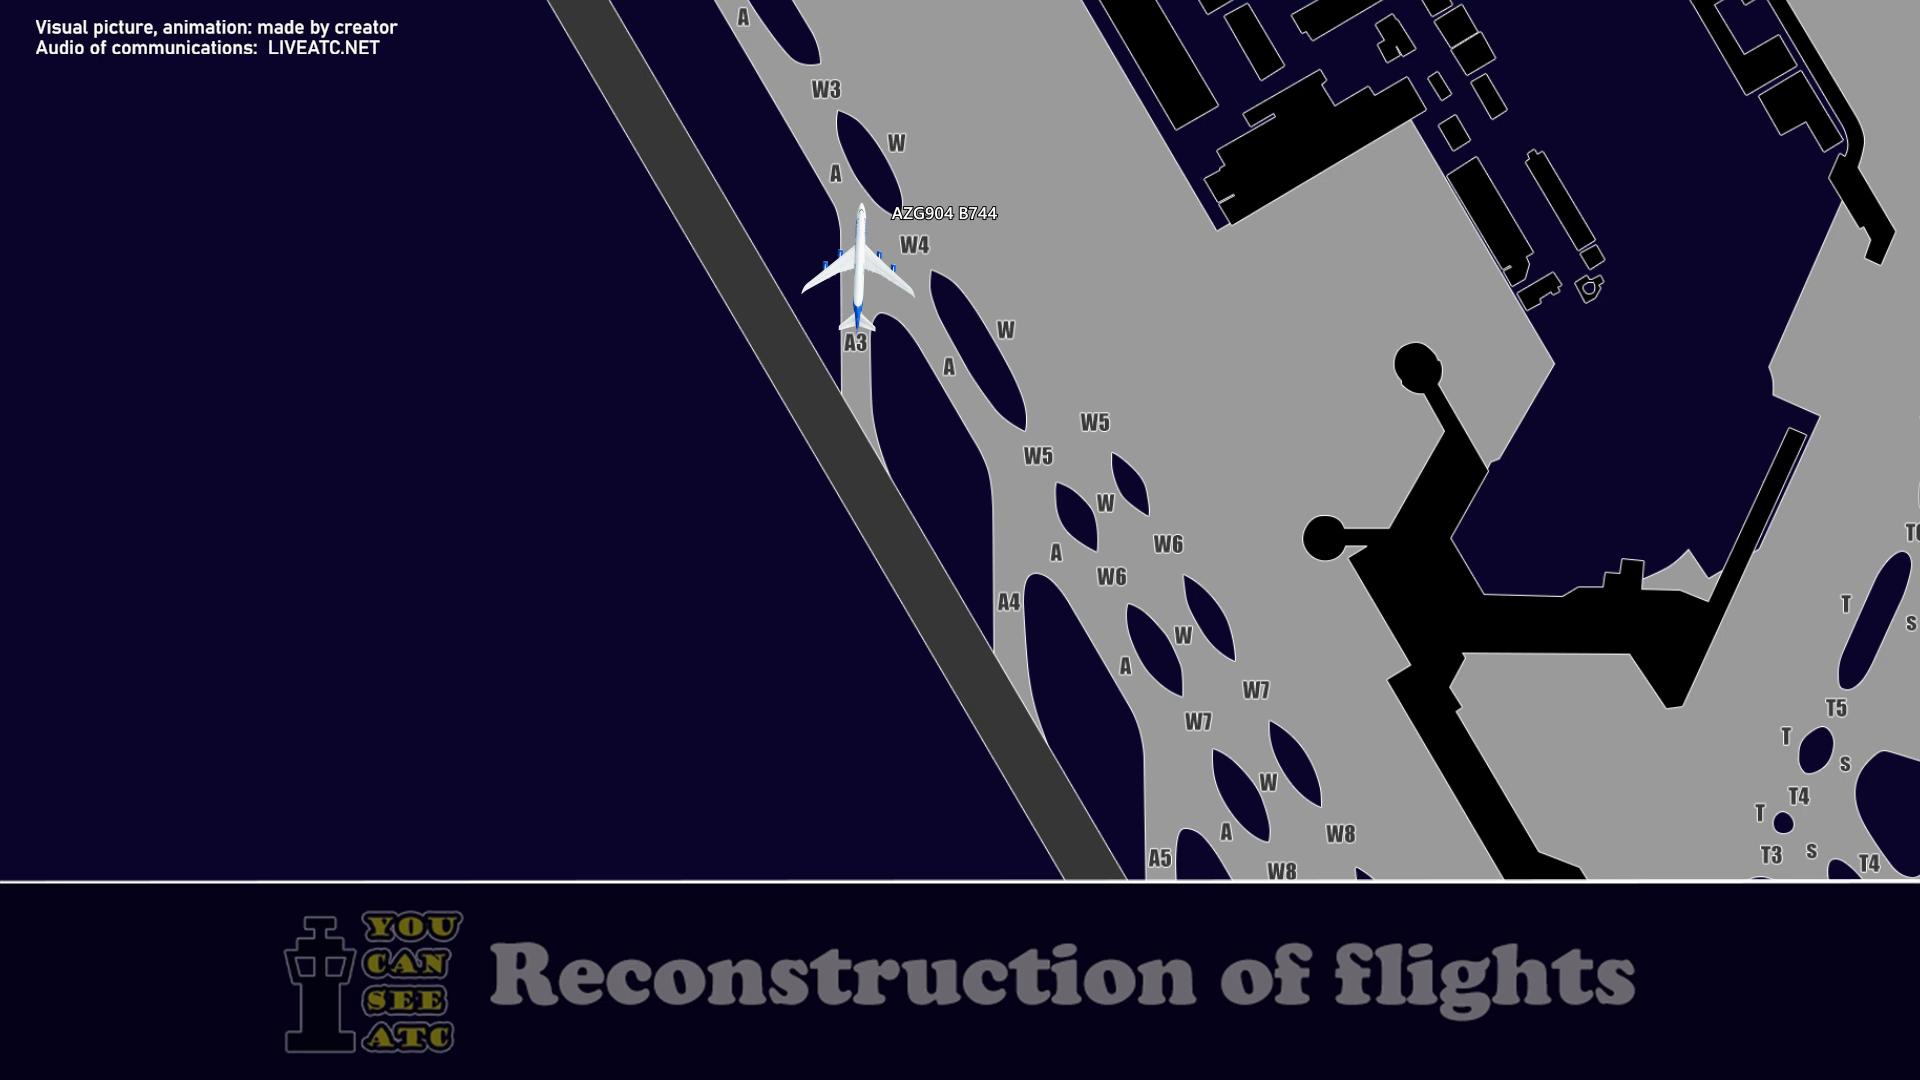 Visual picture, animation: made by creator
Audio of communications: LIVEATC.NET
A
W3
W
A
AZG904 B744
W4
W
A3
A
W5
W5
W
T
W6
A
W6
A4
T
S
W
A
W7
T5
W7
T
S
W
T4
T
A
W8
S
T3
A5
T4
W8
YOU
CAN
SEE
ATC
Reconstruction of flights